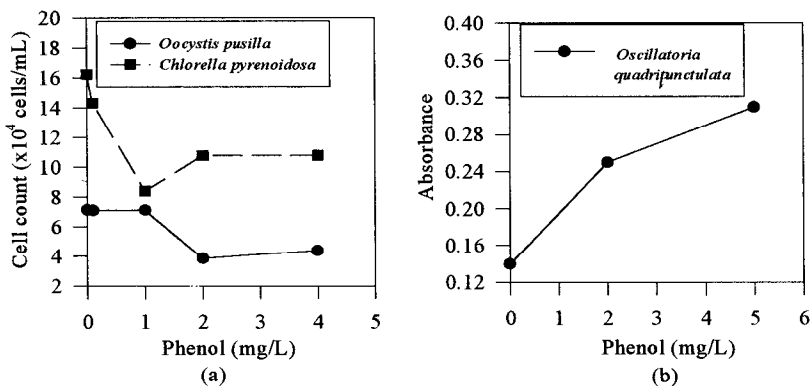 20
18
16
14
12
10
8
6
4
2
Cell count (x10⁴ cells/mL)
Oocystis pusilla
Chlorella pyrenoidosa
0 1 2 3 4 5
Phenol (mg/L)
(a)
0.40
0.36
0.32
0.28
0.24
0.20
0.16
0.12
Absorbance
Oscillatoria
quadripunctulata
0 1 2 3 4 5 6
Phenol (mg/L)
(b)